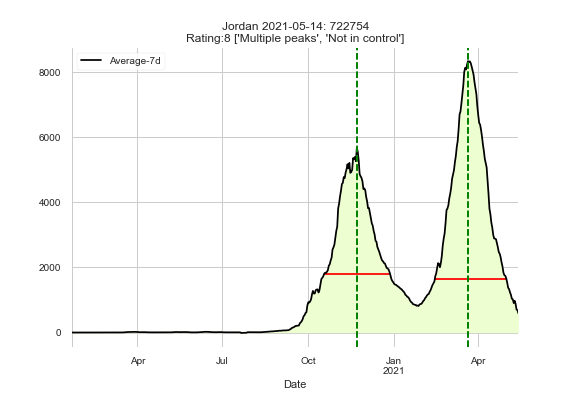 Jordan 2021-05-14: 722754
Rating:8 ['Multiple peaks', 'Not in control']
Average-7d
8000
6000
4000
2000
0
Apr
Jul
Oct
Jan
2021
Apr
Date